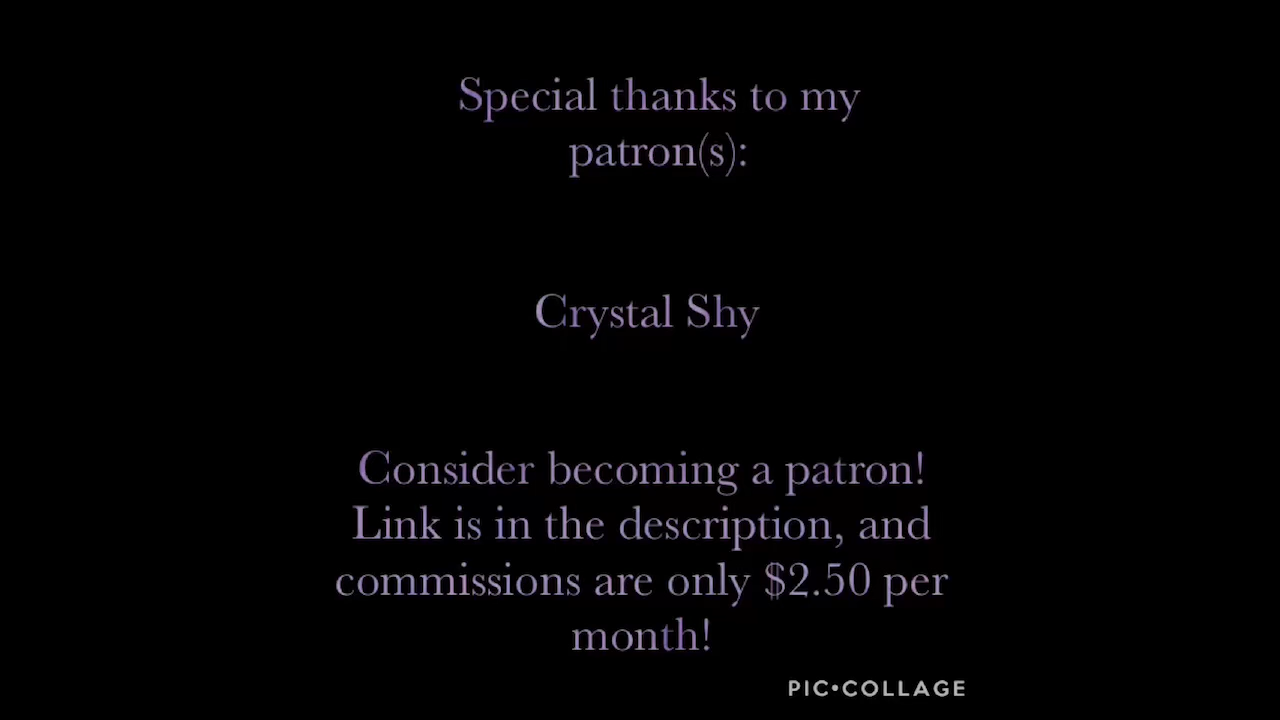 Special thanks to my
patron(s):
Crystal Shy
Consider becoming a patron!
Link is in the description, and
commissions are only $2.50 per
month!
PIC•COLLAGE